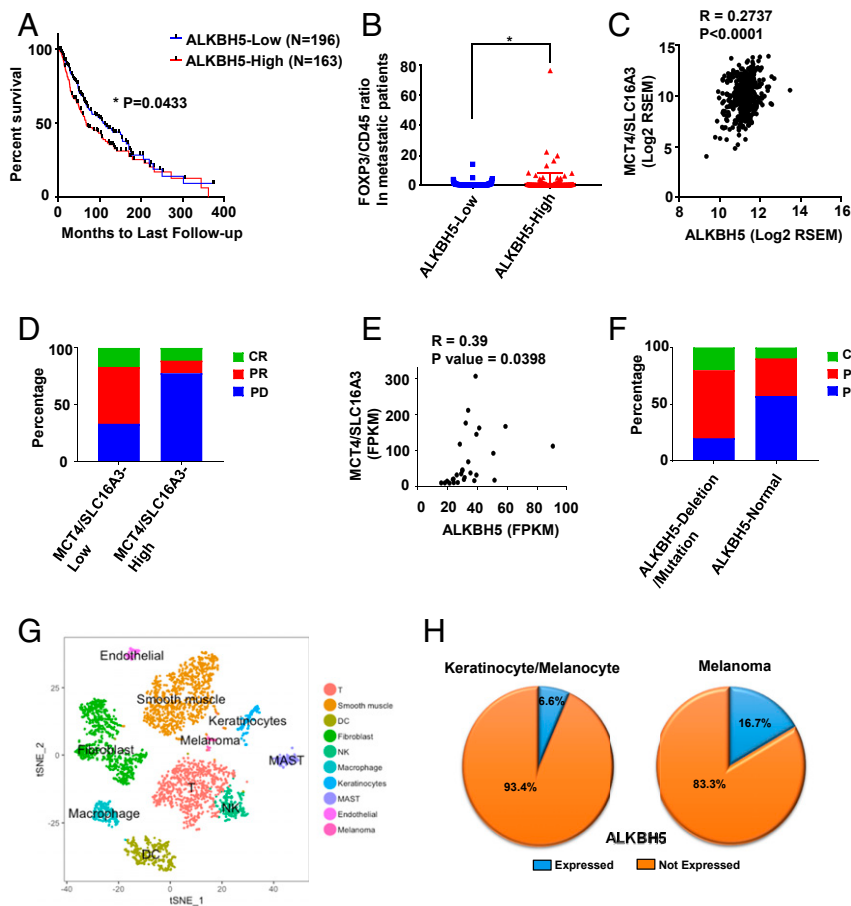 A
ALKBH5-Low (N=196)
ALKBH5-High (N=163)
* P=0.0433
Percent survival
100
50
0
0 100 200 300 400
Months to Last Follow-up
B
*
FOXP3/CD45 ratio
In metastatic patients
80
60
40
20
0
ALKBH5-Low
ALKBH5-High
C
R = 0.2737
P<0.0001
MCT4/SLC16A3
(Log2 RSEM)
15
10
5
0
8 10 12 14 16
ALKBH5 (Log2 RSEM)
D
Percentage
100
50
0
CR
PR
PD
MCT4/SLC16A3-
Low
MCT4/SLC16A3-
High
E
R = 0.39
P value = 0.0398
MCT4/SLC16A3
(FPKM)
300
200
100
0
0 20 40 60 80 100
ALKBH5 (FPKM)
F
Percentage
100
50
0
C
P
P
ALKBH5-Deletion
/Mutation
ALKBH5-Normal
G
tSNE_2
25
0
-25
-40 -20 0 20 40
tSNE_1
Endothelial
Smooth muscle
Keratinocytes
Melanoma
Fibroblast
MAST
T
NK
Macrophage
DC
T
Smooth muscle
DC
Fibroblast
NK
Macrophage
Keratinocytes
MAST
Endothelial
Melanoma
H
Keratinocyte/Melanocyte
6.6%
93.4%
Melanoma
16.7%
83.3%
ALKBH5
Expressed
Not Expressed